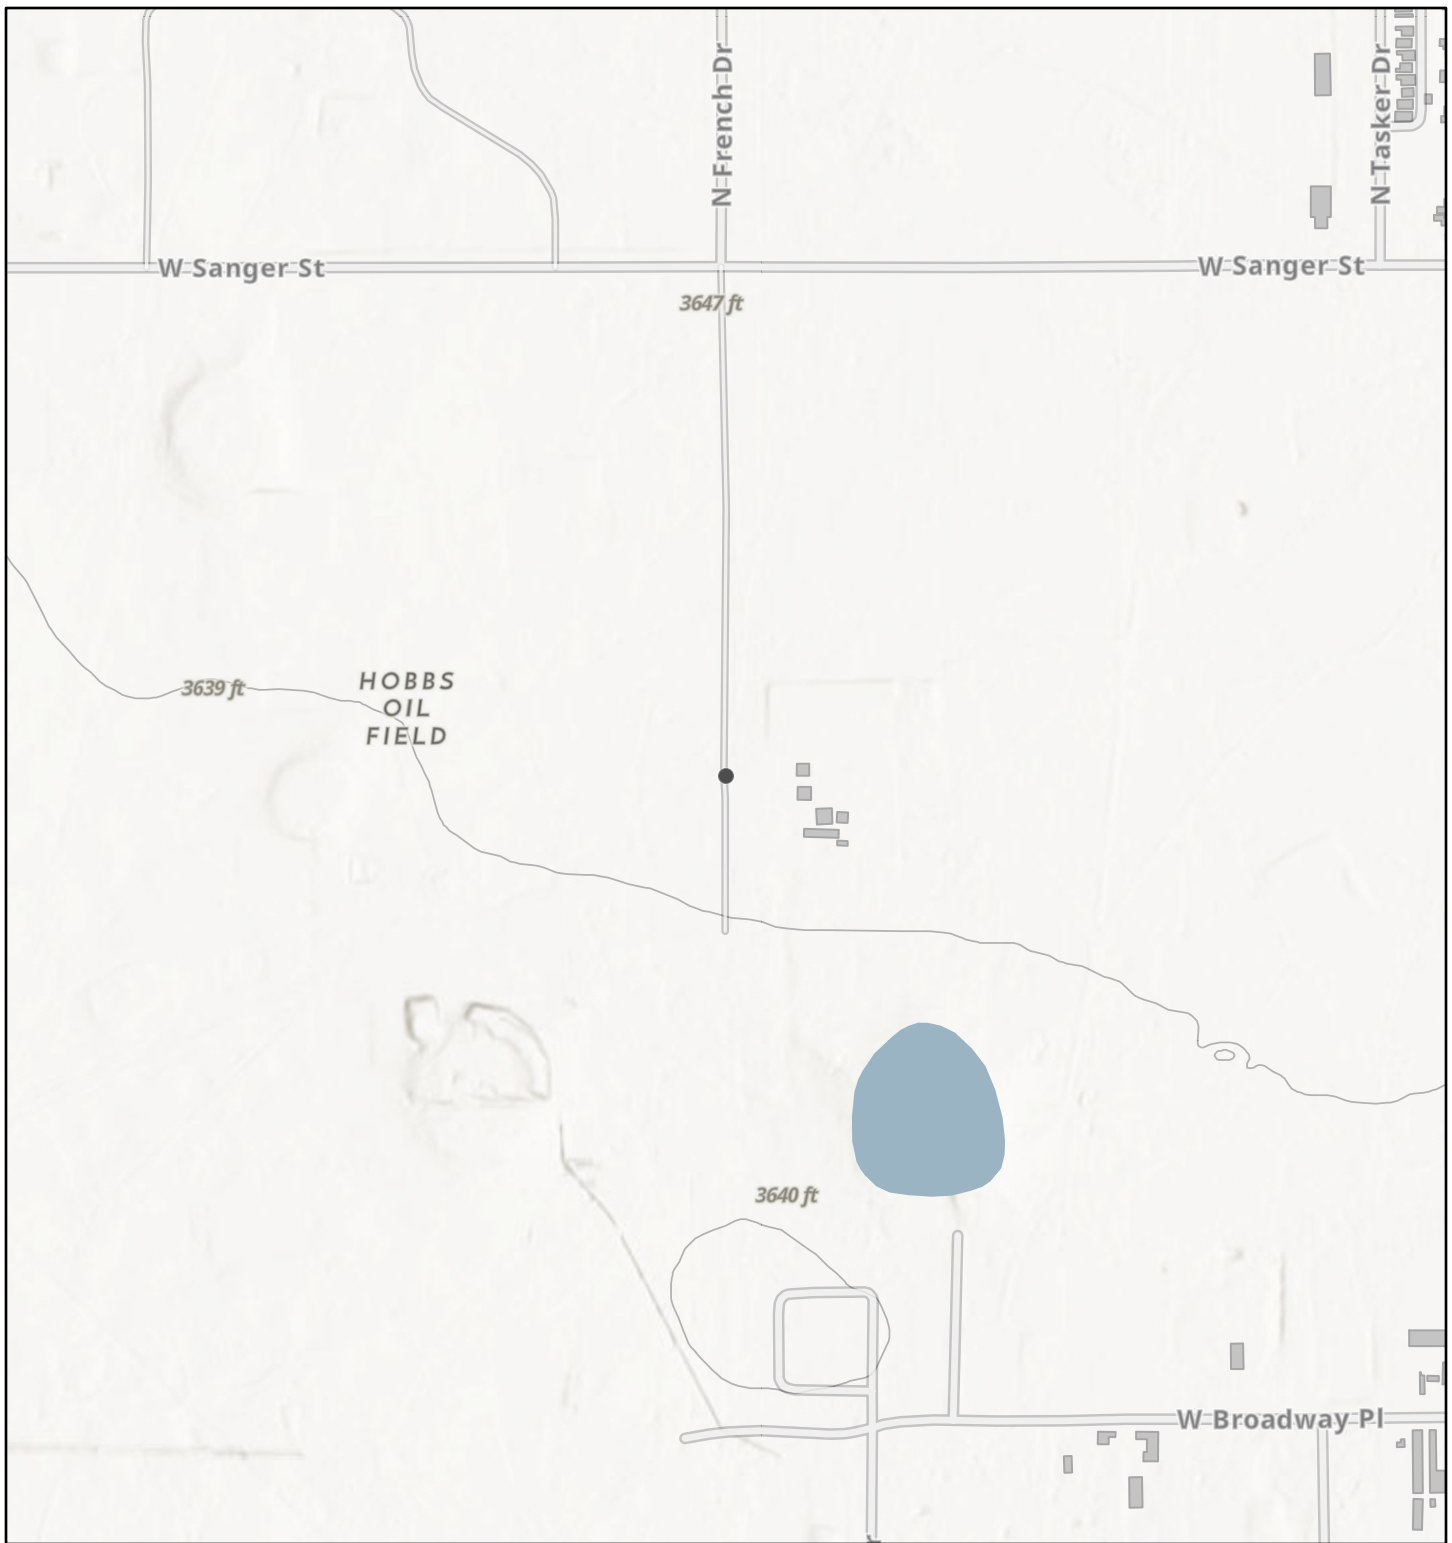 N French Dr
N Tasker Dr
W Sanger St
W Sanger St
3647 ft
HOBBS
OIL
FIELD
3639 ft
3640 ft
W Broadway Pl